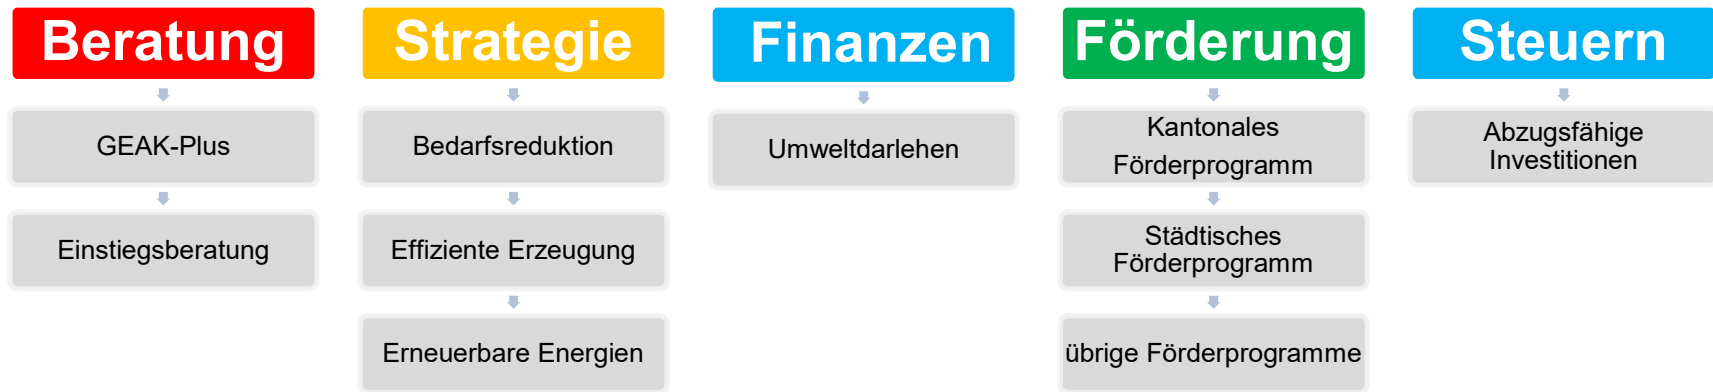 Beratung
GEAK-Plus
Einstiegsberatung
Strategie
Bedarfsreduktion
Effiziente Erzeugung
Erneuerbare Energien
Finanzen
Umweltdarlehen
Förderung
Kantonales
Förderprogramm
Städtisches
Förderprogramm
übrige Förderprogramme
Steuern
Abzugsfähige
Investitionen